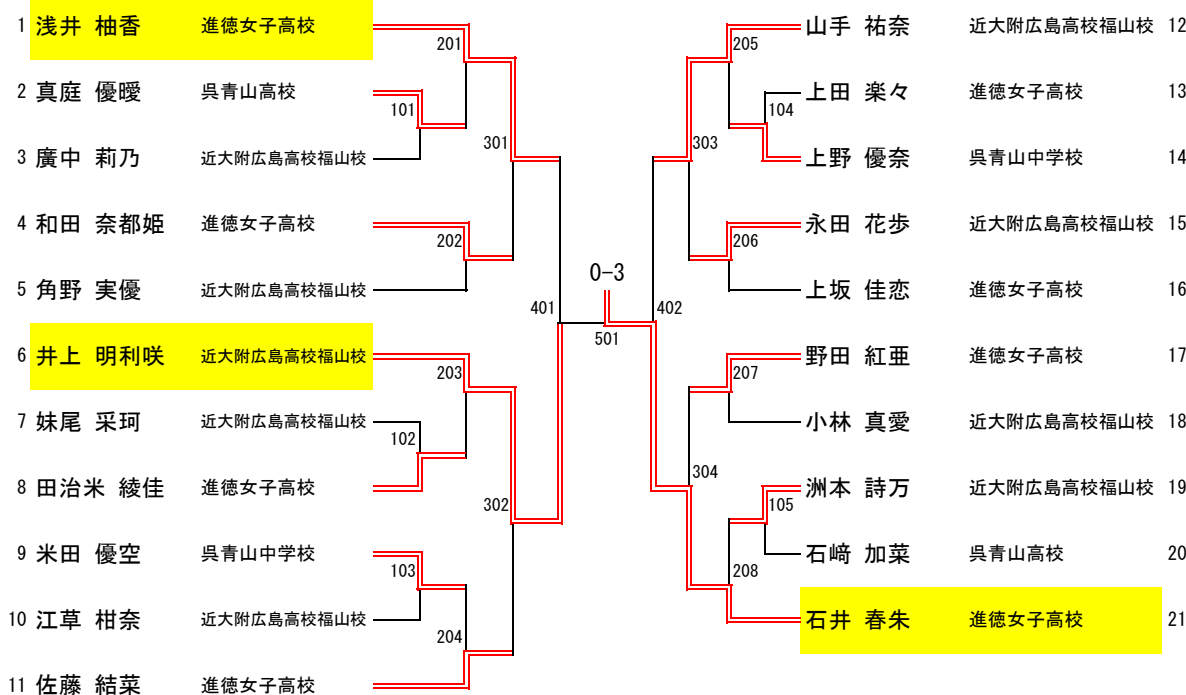 1 浅井 柚香 進徳女子高校
2 真庭 優曖 呉青山高校
3 廣中 莉乃 近大附広島高校福山校
4 和田 奈都姫 進徳女子高校
5 角野 実優 近大附広島高校福山校
6 井上 明利咲 近大附広島高校福山校
7 妹尾 采珂 近大附広島高校福山校
8 田治米 綾佳 進徳女子高校
9 米田 優空 呉青山中学校
10 江草 柑奈 近大附広島高校福山校
11 佐藤 結菜 進徳女子高校
201
101
301
202
203
102
302
103
204
401
0-3
501
402
205
104
303
206
207
304
105
208
山手 祐奈 近大附広島高校福山校 12
上田 楽々 進徳女子高校 13
上野 優奈 呉青山中学校 14
永田 花歩 近大附広島高校福山校 15
上坂 佳恋 進徳女子高校 16
野田 紅亜 進徳女子高校 17
小林 真愛 近大附広島高校福山校 18
洲本 詩万 近大附広島高校福山校 19
石﨑 加菜 呉青山高校 20
石井 春朱 進徳女子高校 21